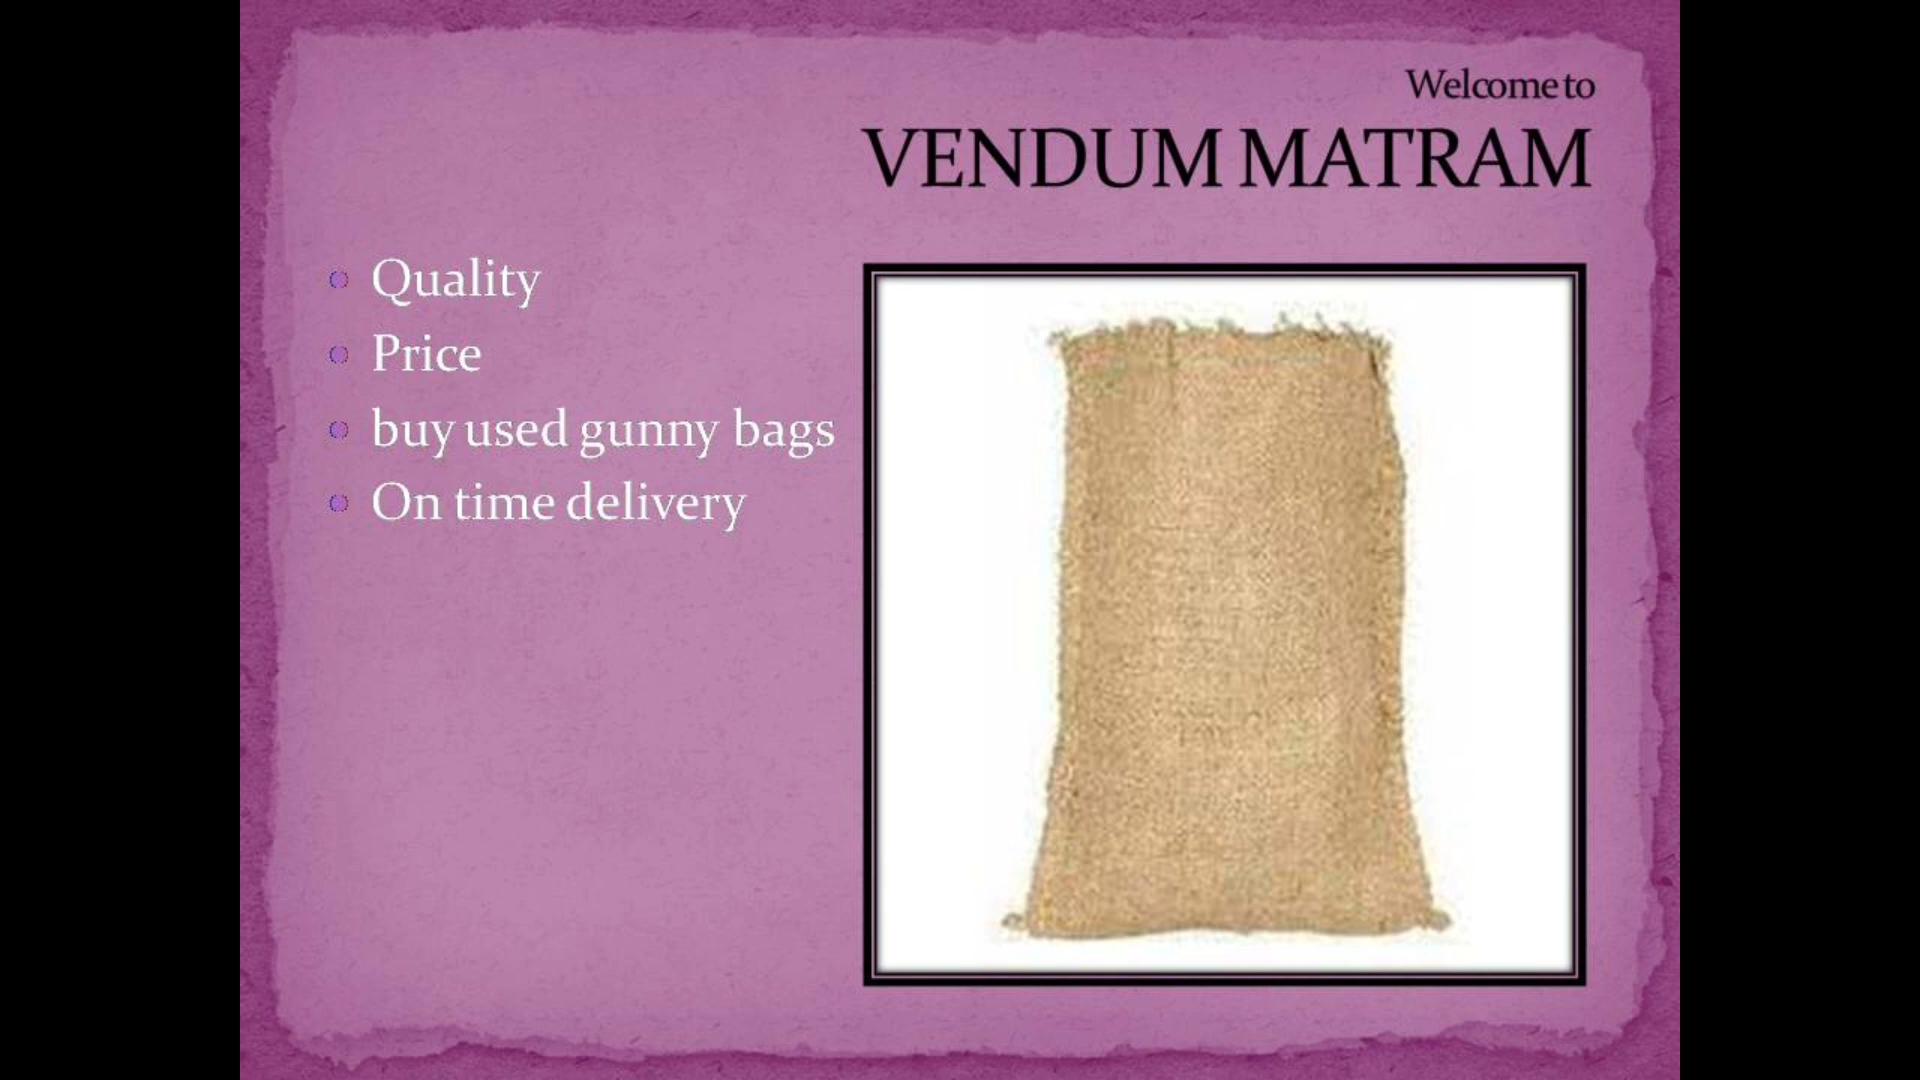 Welcome to
VENDUM MATRAM
Quality
Price
buy used gunny bags
On time delivery